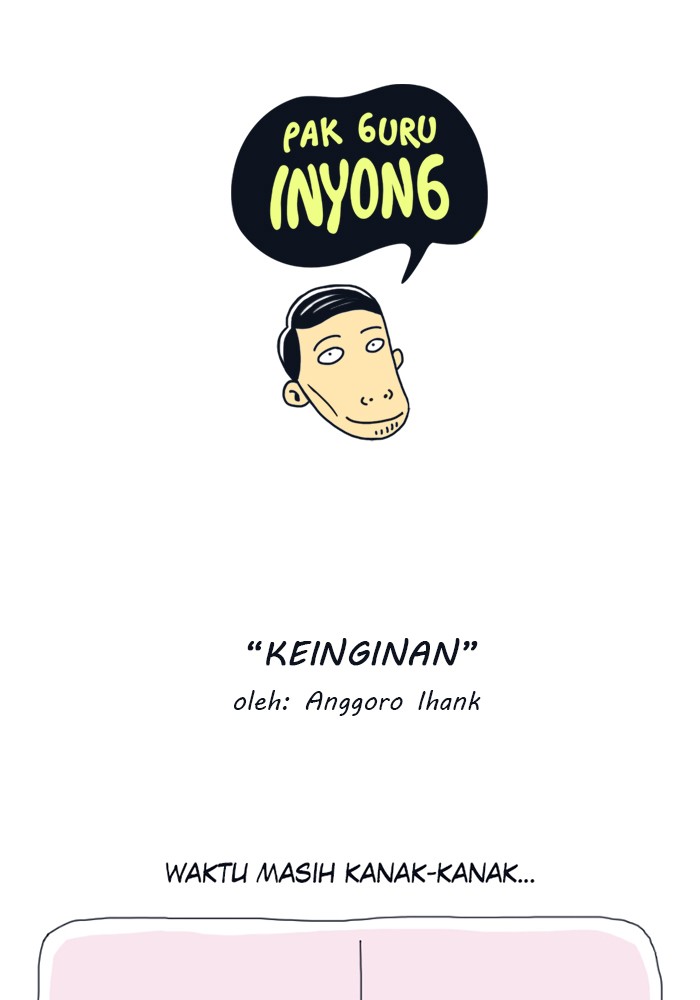 PAK GURU
INYONG
“KEINGINAN”
oleh: Anggoro Ihank
WAKTU MASIH KANAK-KANAK...